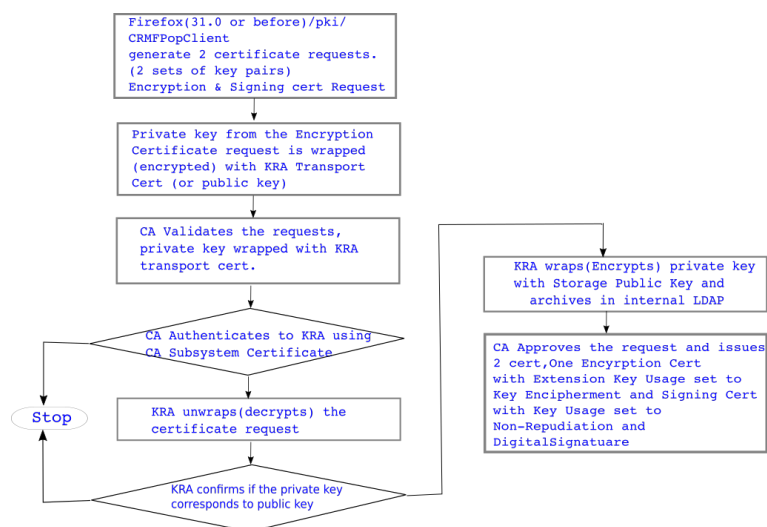 Firefox(31.0 or before)/pki/
CRMFPopClient
generate 2 certificate requests.
(2 sets of key pairs)
Encryption & Signing cert Request
Private key from the Encryption
Certificate request is wrapped
(encrypted) with KRA Transport
Cert (or public key)
CA Validates the requests,
private key wrapped with KRA
transport cert.
CA Authenticates to KRA using
CA Subsystem Certificate
Stop
KRA unwraps(decrypts) the
certificate request
KRA confirms if the private key
corresponds to public key
KRA wraps(Encrypts) private key
with Storage Public Key and
archives in internal LDAP
CA Approves the request and issues
2 cert,One Encyrption Cert
with Extension Key Usage set to
Key Encipherment and Signing Cert
with Key Usage set to
Non-Repudiation and
DigitalSignatuare